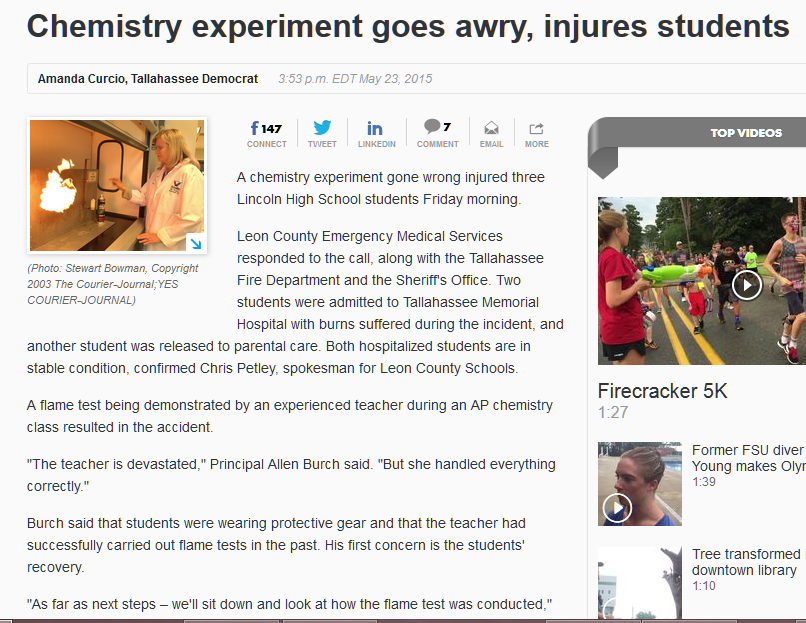 Chemistry experiment goes awry, injures students
Amanda Curcio, Tallahassee Democrat 3:53 p.m. EDT May 23, 2015
147
CONNECT
TWEET
LINKEDIN
7
COMMENT
EMAIL
MORE
(Photo: Stewart Bowman, Copyright
2003 The Courier-Journal;YES
COURIER-JOURNAL)
A chemistry experiment gone wrong injured three
Lincoln High School students Friday morning.
Leon County Emergency Medical Services
responded to the call, along with the Tallahassee
Fire Department and the Sheriff's Office. Two
students were admitted to Tallahassee Memorial
Hospital with burns suffered during the incident, and
another student was released to parental care. Both hospitalized students are in
stable condition, confirmed Chris Petley, spokesman for Leon County Schools.
A flame test being demonstrated by an experienced teacher during an AP chemistry
class resulted in the accident.
"The teacher is devastated," Principal Allen Burch said. "But she handled everything
correctly."
Burch said that students were wearing protective gear and that the teacher had
successfully carried out flame tests in the past. His first concern is the students'
recovery.
"As far as next steps – we'll sit down and look at how the flame test was conducted,"
TOP VIDEOS
Firecracker 5K
1:27
Former FSU diver
Young makes Olyr
1:39
Tree transformed
downtown library
1:10